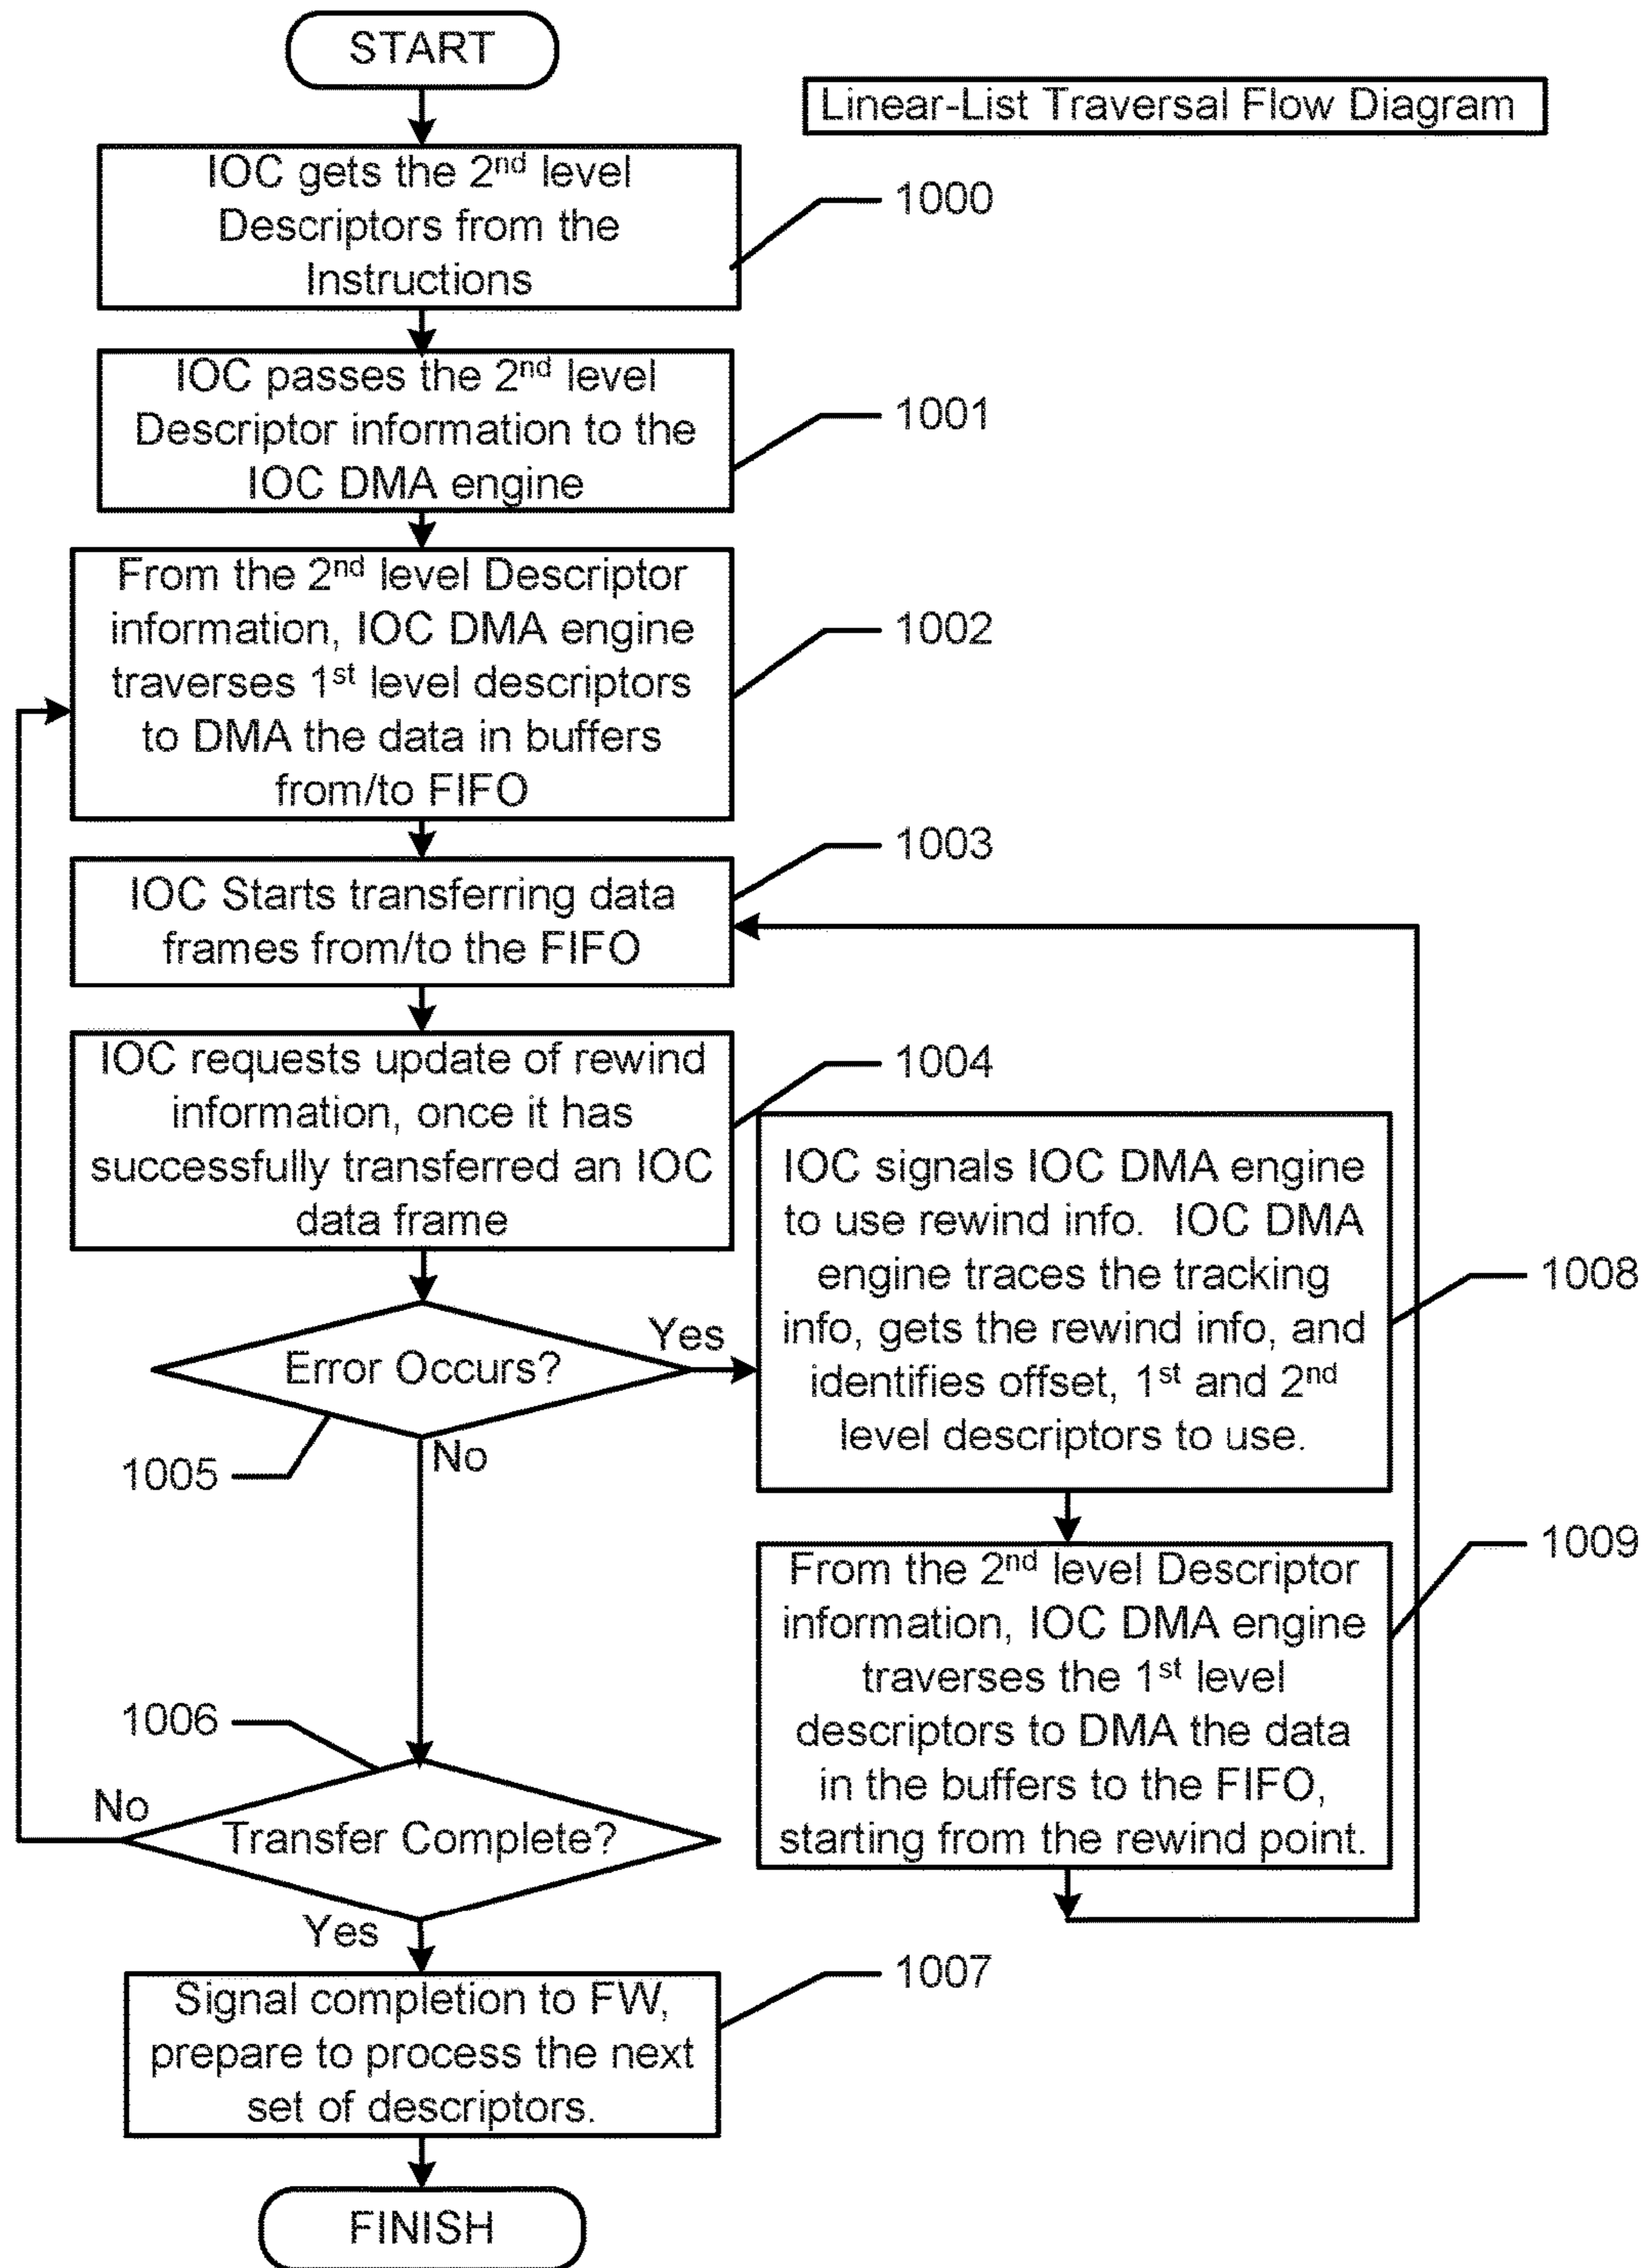 START
Linear-List Traversal Flow Diagram
IOC gets the 2nd level
Descriptors from the
Instructions
1000
IOC passes the 2nd level
Descriptor information to the
IOC DMA engine
1001
From the 2nd level Descriptor
information, IOC DMA engine
traverses 1st level descriptors
to DMA the data in buffers
from/to FIFO
1002
IOC Starts transferring data
frames from/to the FIFO
1003
IOC requests update of rewind
information, once it has
successfully transferred an IOC
data frame
1004
Error Occurs?
Yes
No
1005
IOC signals IOC DMA engine
to use rewind info. IOC DMA
engine traces the tracking
info, gets the rewind info, and
identifies offset, 1st and 2nd
level descriptors to use.
1008
From the 2nd level Descriptor
information, IOC DMA engine
traverses the 1st level
descriptors to DMA the data
in the buffers to the FIFO,
starting from the rewind point.
1009
1006
No
Transfer Complete?
Yes
Signal completion to FW,
prepare to process the next
set of descriptors.
1007
FINISH